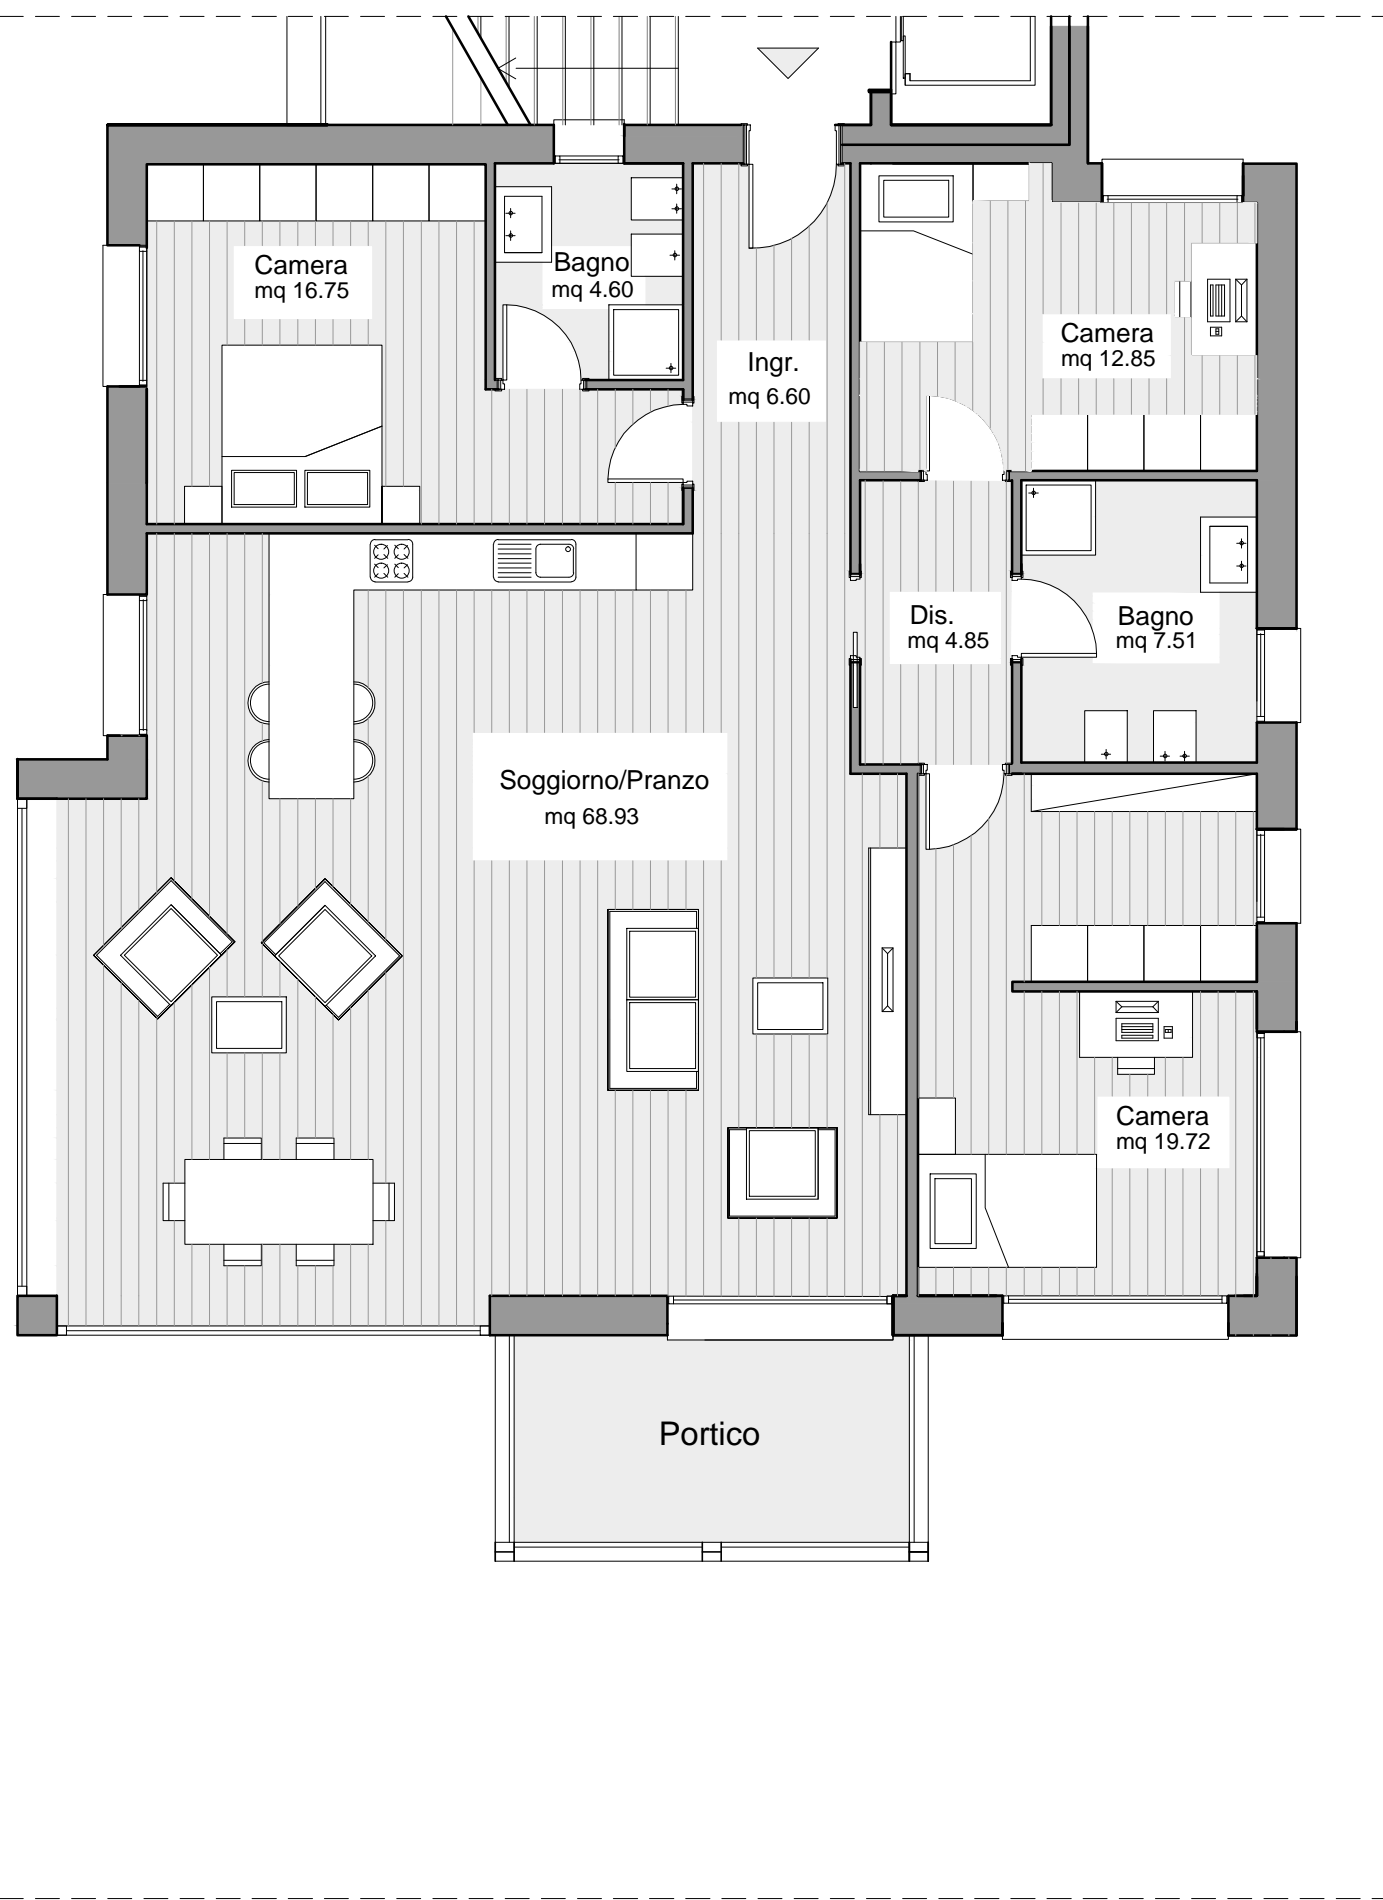 Camera
mq 16.75
Bagno
mq 4.60
Ingr.
mq 6.60
Camera
mq 12.85
Dis.
mq 4.85
Bagno
mq 7.51
Soggiorno/Pranzo
mq 68.93
Camera
mq 19.72
Portico